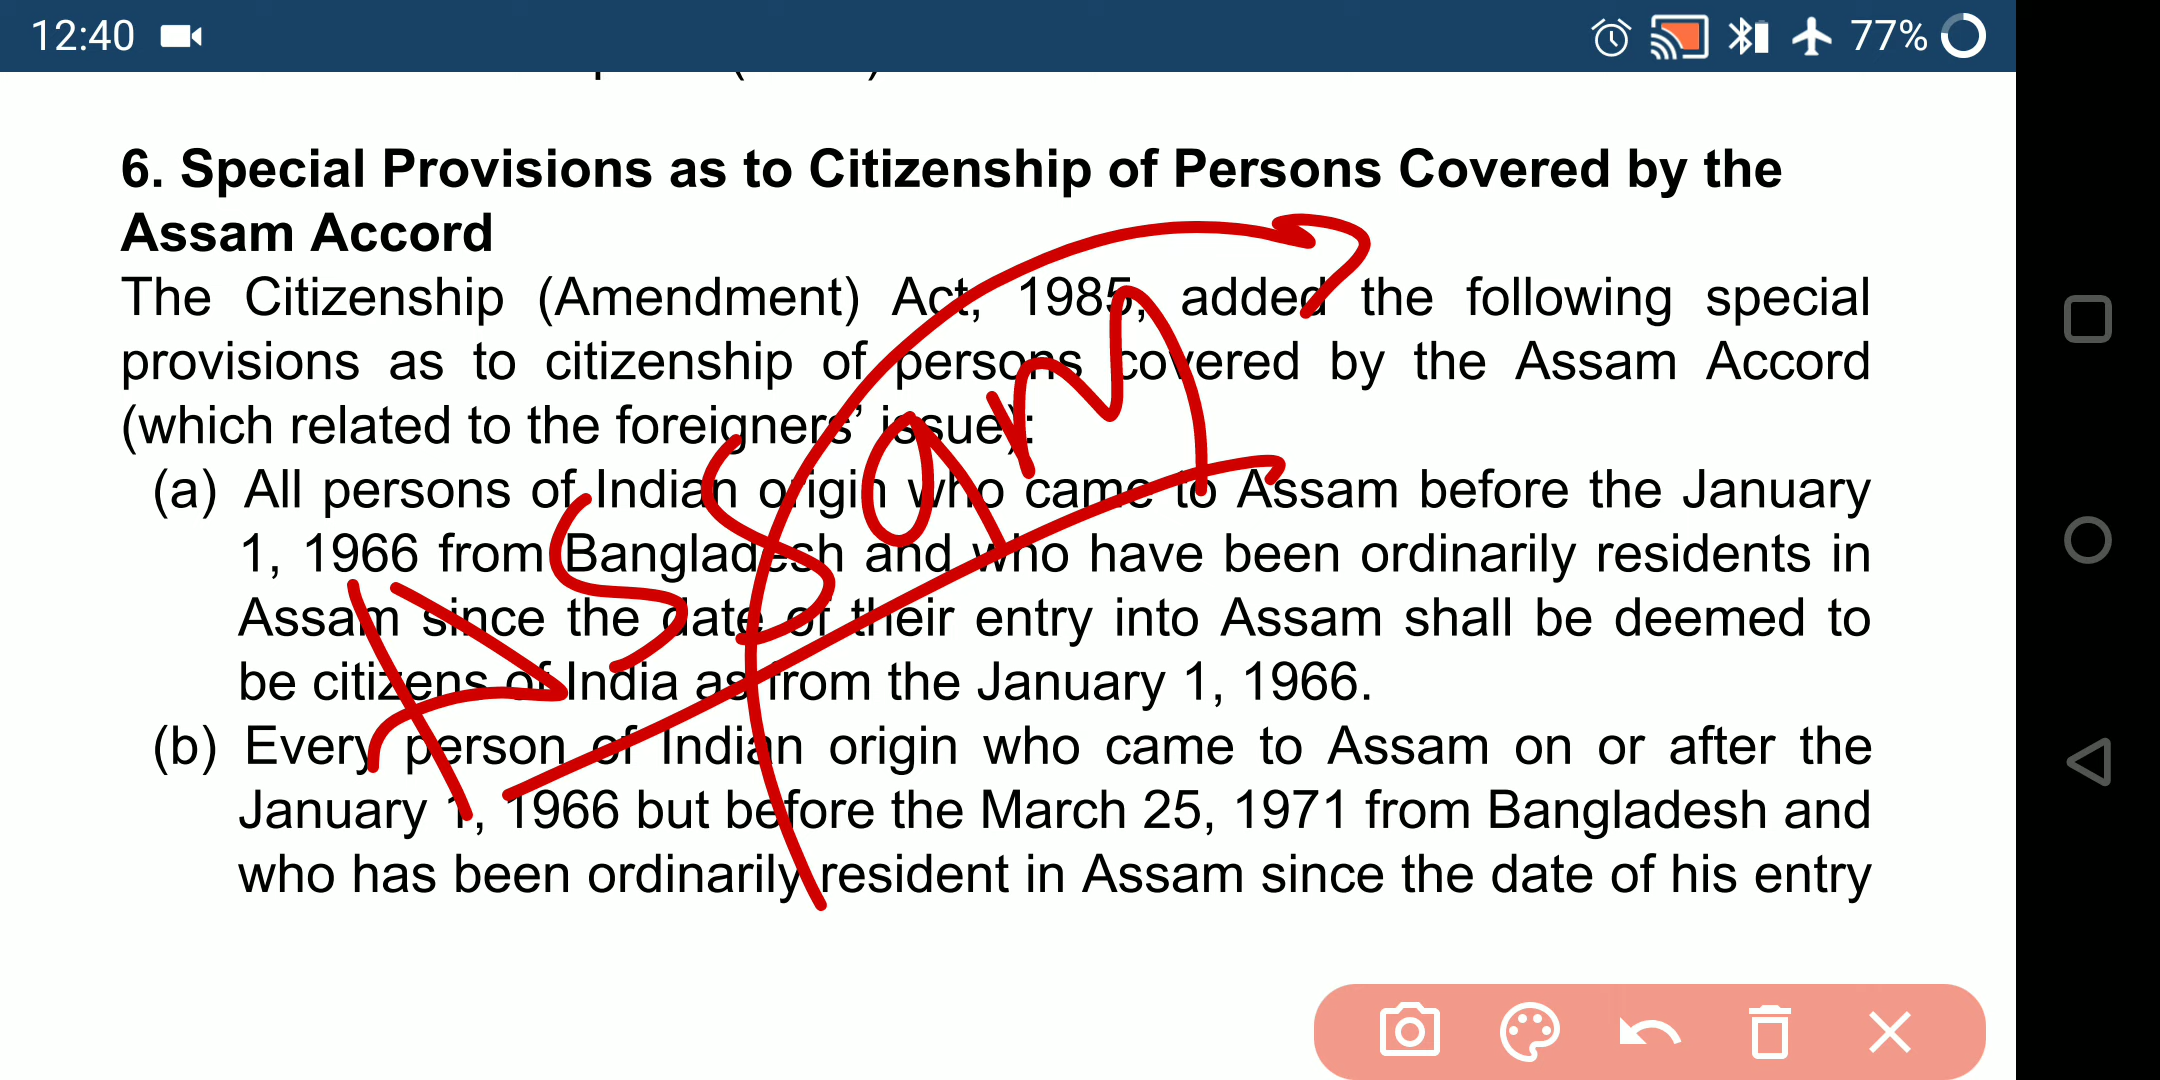 12:40 77%
6. Special Provisions as to Citizenship of Persons Covered by the
Assam Accord
The Citizenship (Amendment) Act, 1985, added the following special
provisions as to citizenship of persons covered by the Assam Accord
(which related to the foreigners’ issue):
(a) All persons of Indian origin who came to Assam before the January
1, 1966 from Bangladesh and who have been ordinarily residents in
Assam since the date of their entry into Assam shall be deemed to
be citizens of India as from the January 1, 1966.
(b) Every person of Indian origin who came to Assam on or after the
January 1, 1966 but before the March 25, 1971 from Bangladesh and
who has been ordinarily resident in Assam since the date of his entry
Assam